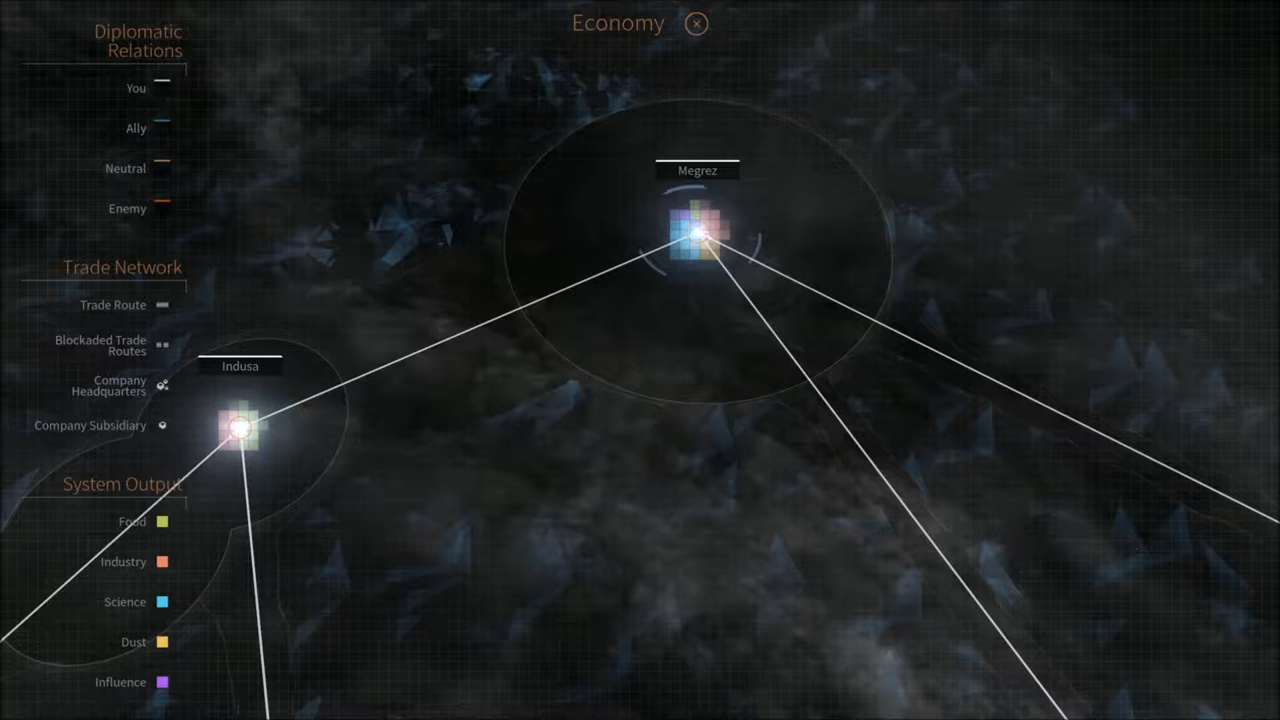 Economy
Diplomatic
Relations
You
Ally
Neutral
Enemy
Trade Network
Trade Route
Blockaded Trade
Routes
Company
Headquarters
Company Subsidiary
System Output
Food
Industry
Science
Dust
Influence
Megrez
Indusa